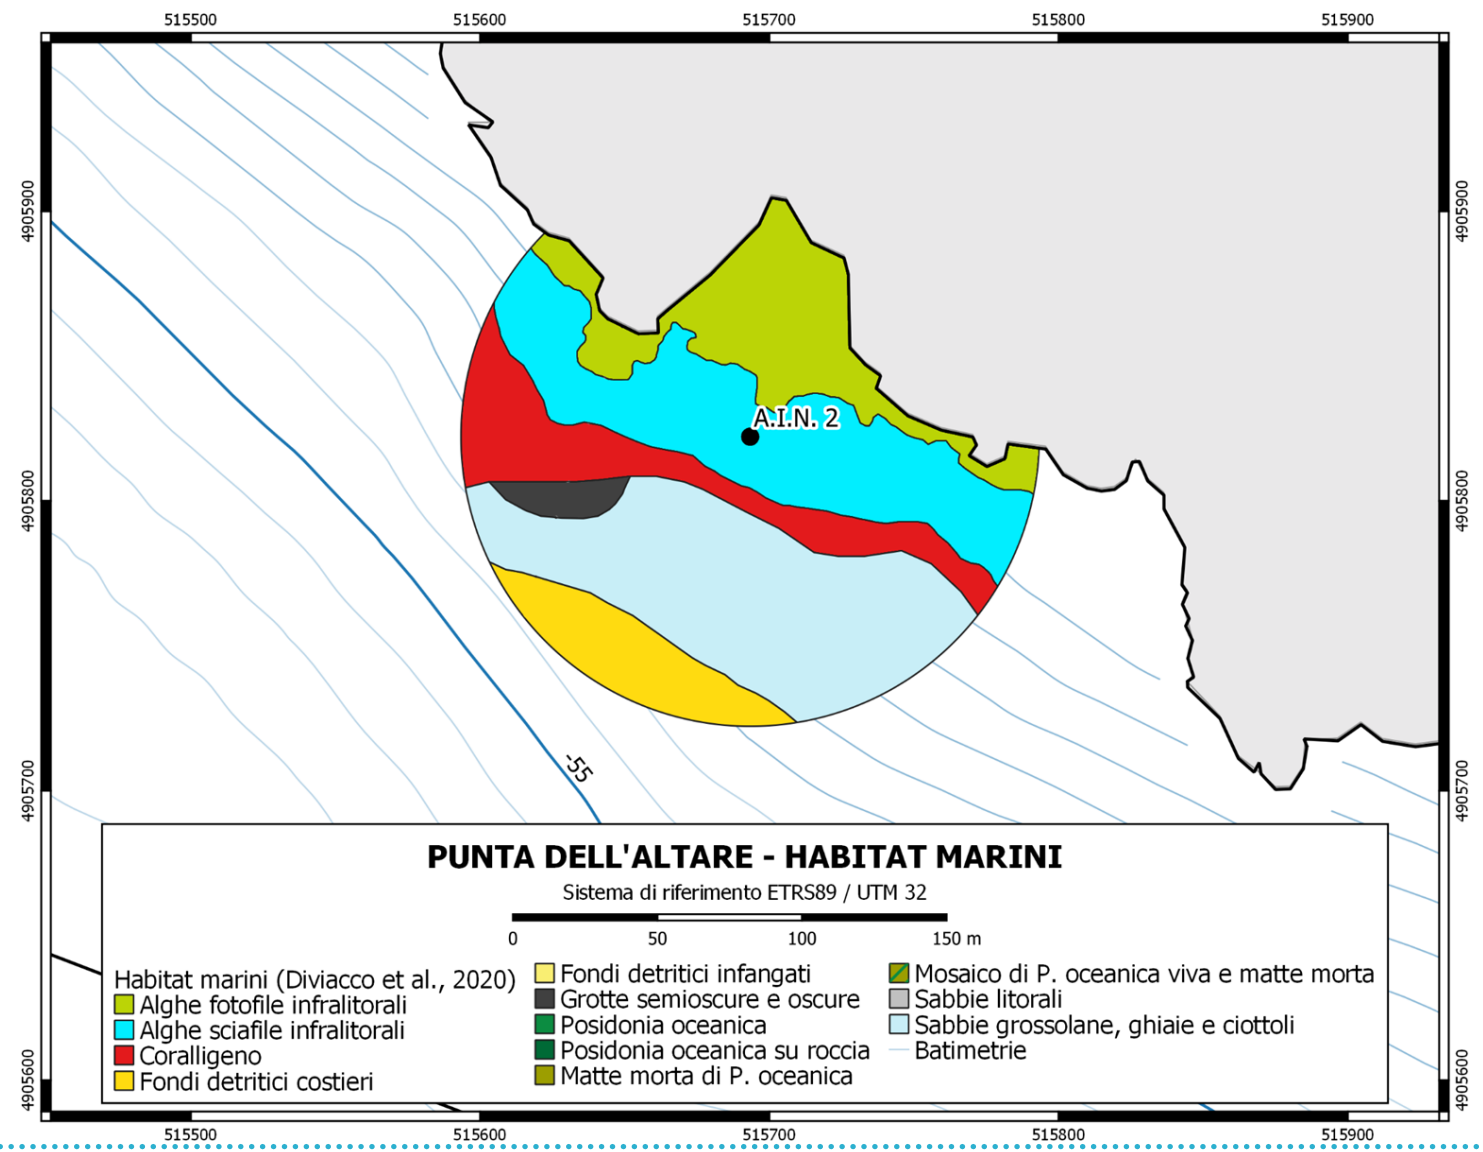 515500 515600 515700 515800 515900
4905900 4905900
A.I.N. 2
4905800 4905800
-55
4905700 4905700
PUNTA DELL'ALTARE - HABITAT MARINI
Sistema di riferimento ETRS89 / UTM 32
0 50 100 150 m
Habitat marini (Diviacco et al., 2020)
Alghe fotofile infralitorali
Alghe sciafile infralitorali
Coralligeno
Fondi detritici costieri
Fondi detritici infangati
Grotte semioscure e oscure
Posidonia oceanica
Posidonia oceanica su roccia
Matte morta di P. oceanica
Mosaico di P. oceanica viva e matte morta
Sabbie litorali
Sabbie grossolane, ghiaie e ciottoli
Batimetrie
4905600 4905600
515500 515600 515700 515800 515900